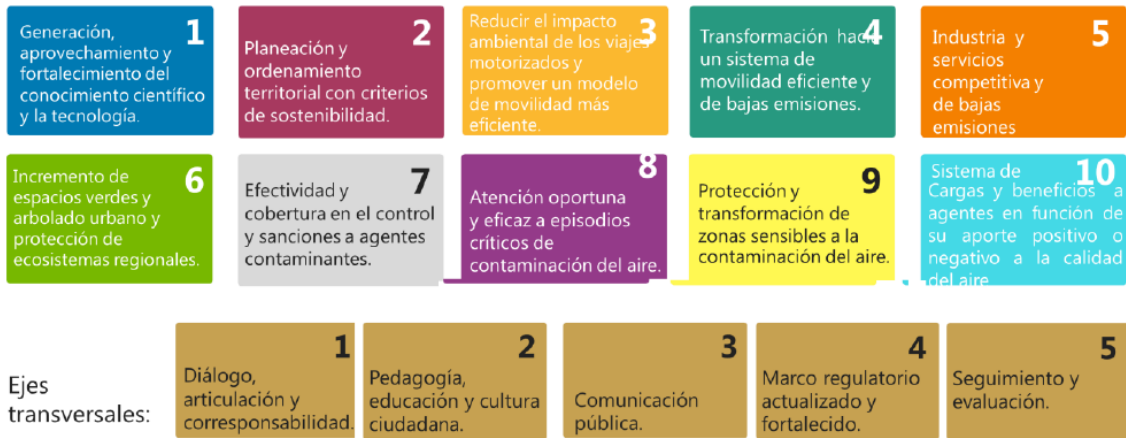 1
Generación,
aprovechamiento y
fortalecimiento del
conocimiento científico
y la tecnología.
2
Planeación y
ordenamiento
territorial con criterios
de sostenibilidad.
3
Reducir el impacto
ambiental de los viajes
motorizados y
promover un modelo
de movilidad más
eficiente.
4
Transformación hacia
un sistema de
movilidad eficiente y
de bajas emisiones.
5
Industria y
servicios
competitiva y
de bajas
emisiones
6
Incremento de
espacios verdes y
arbolado urbano y
protección de
ecosistemas regionales.
7
Efectividad y
cobertura en el control
y sanciones a agentes
contaminantes.
8
Atención oportuna
y eficaz a episodios
críticos de
contaminación del aire.
9
Protección y
transformación de
zonas sensibles a la
contaminación del aire.
10
Sistema de
Cargas y beneficios a
agentes en función de
su aporte positivo o
negativo a la calidad
del aire
Ejes
transversales:
1
Diálogo,
articulación y
corresponsabilidad.
2
Pedagogía,
educación y cultura
ciudadana.
3
Comunicación
pública.
4
Marco regulatorio
actualizado y
fortalecido.
5
Seguimiento y
evaluación.